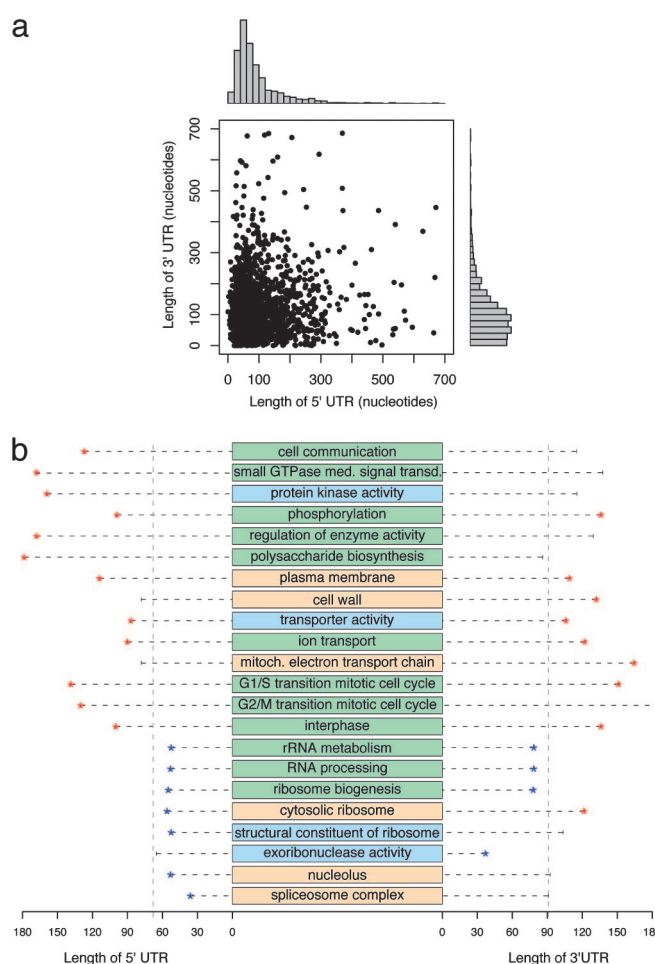 a
700
500
300
100
0
Length of 3' UTR (nucleotides)
0 100 300 500 700
Length of 5' UTR (nucleotides)
b
cell communication
small GTPase med. signal transd.
protein kinase activity
phosphorylation
regulation of enzyme activity
polysaccharide biosynthesis
plasma membrane
cell wall
transporter activity
ion transport
mitoch. electron transport chain
G1/S transition mitotic cell cycle
G2/M transition mitotic cell cycle
interphase
rRNA metabolism
RNA processing
ribosome biogenesis
cytosolic ribosome
structural constituent of ribosome
exoribonuclease activity
nucleolus
spliceosome complex
180 150 120 90 60 30 0 0 30 60 90 120 150 18
Length of 5' UTR Length of 3'UTR